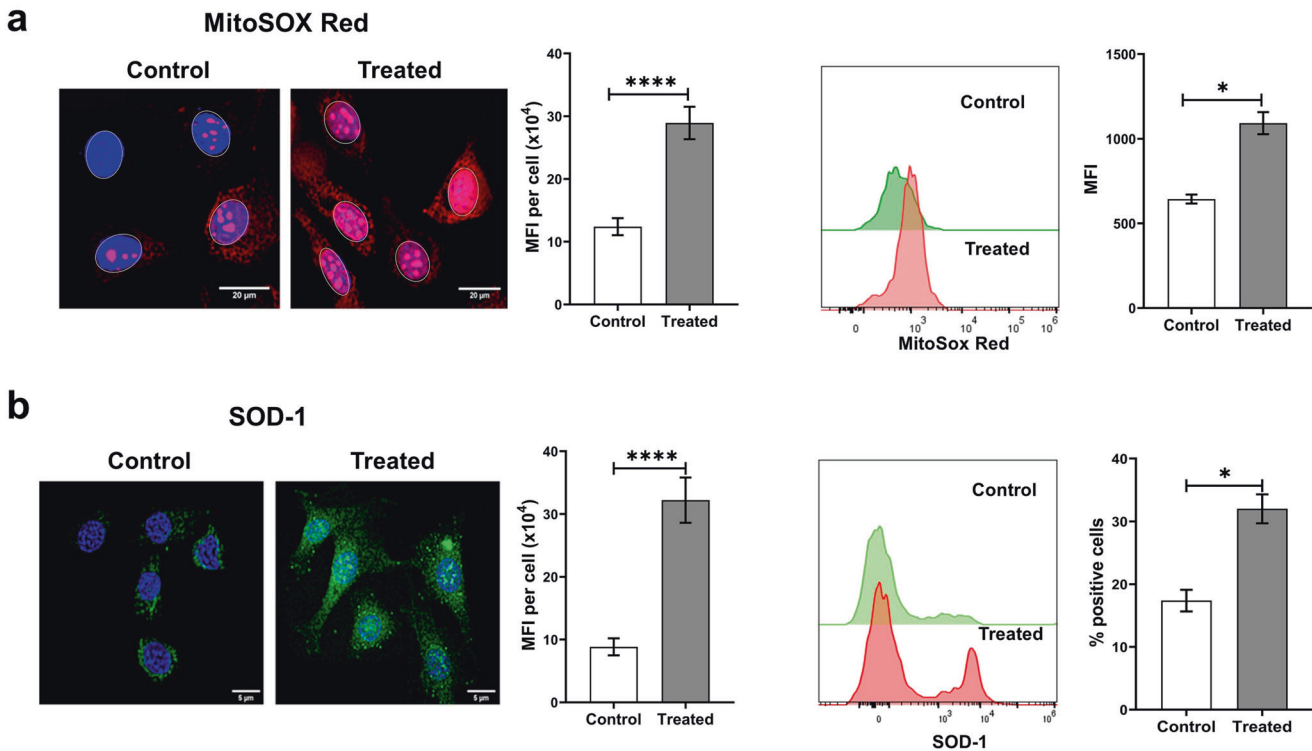 a
MitoSOX Red
Control
Treated
20 µm
20 µm
MFI per cell (x10⁴)
40
30
20
10
0
****
Control
Treated
Control
Treated
0
10³
10⁴
10⁵
10⁶
MitoSox Red
MFI
1500
1000
500
0
*
Control
Treated
b
SOD-1
Control
Treated
5 µm
5 µm
MFI per cell (x10⁴)
40
30
20
10
0
****
Control
Treated
Control
Treated
0
10³
10⁴
10⁶
SOD-1
% positive cells
40
30
20
10
0
*
Control
Treated